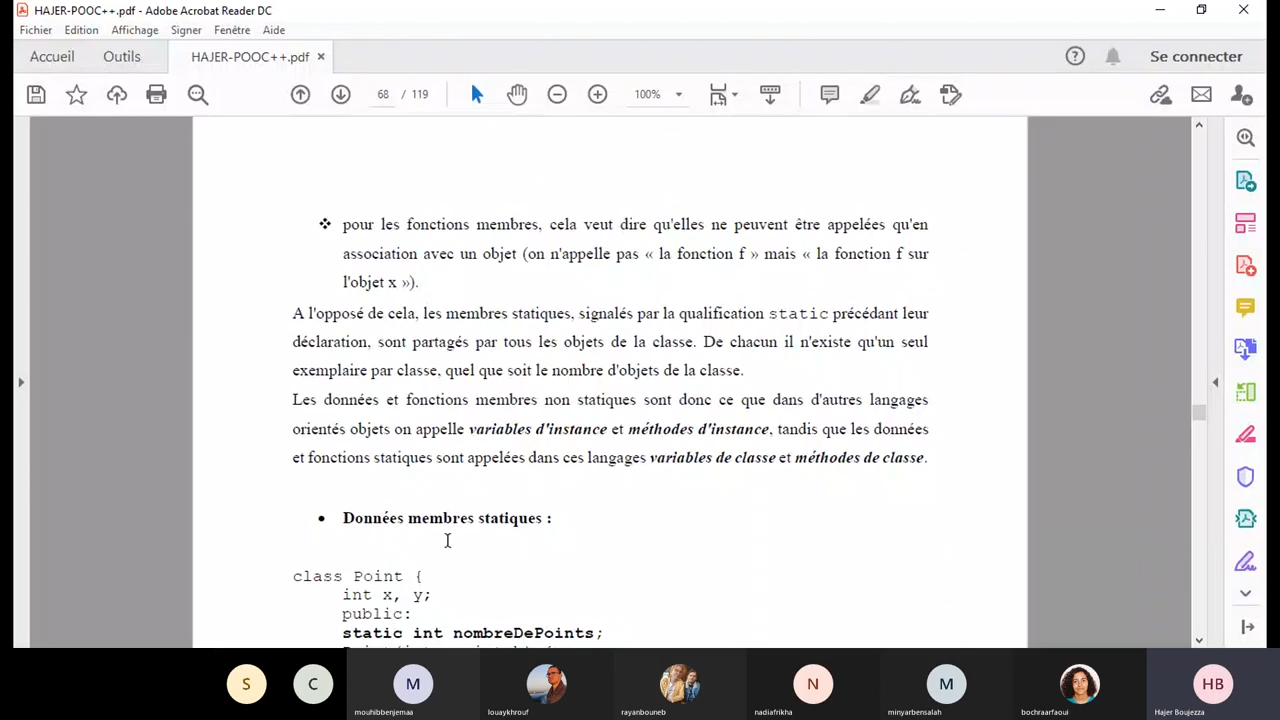 HAJER-POOC++.pdf - Adobe Acrobat Reader DC
Fichier Edition Affichage Signer Fenêtre Aide
Accueil Outils HAJER-POOC++.pdf × Se connecter
68 / 119 100%
❖ pour les fonctions membres, cela veut dire qu'elles ne peuvent être appelées qu'en
association avec un objet (on n'appelle pas « la fonction f » mais « la fonction f sur
l'objet x »).
A l'opposé de cela, les membres statiques, signalés par la qualification static précédant leur
déclaration, sont partagés par tous les objets de la classe. De chacun il n'existe qu'un seul
exemplaire par classe, quel que soit le nombre d'objets de la classe.
Les données et fonctions membres non statiques sont donc ce que dans d'autres langages
orientés objets on appelle variables d'instance et méthodes d'instance, tandis que les données
et fonctions statiques sont appelées dans ces langages variables de classe et méthodes de classe.
• Données membres statiques :
class Point {
int x, y;
public:
static int nombreDePoints;
S C M N M HB
mouhibbenjemaa louaykhrouf rayanbouneb nadiafrikha minyarbensalah bochraarfaoui Hajer Boujezza